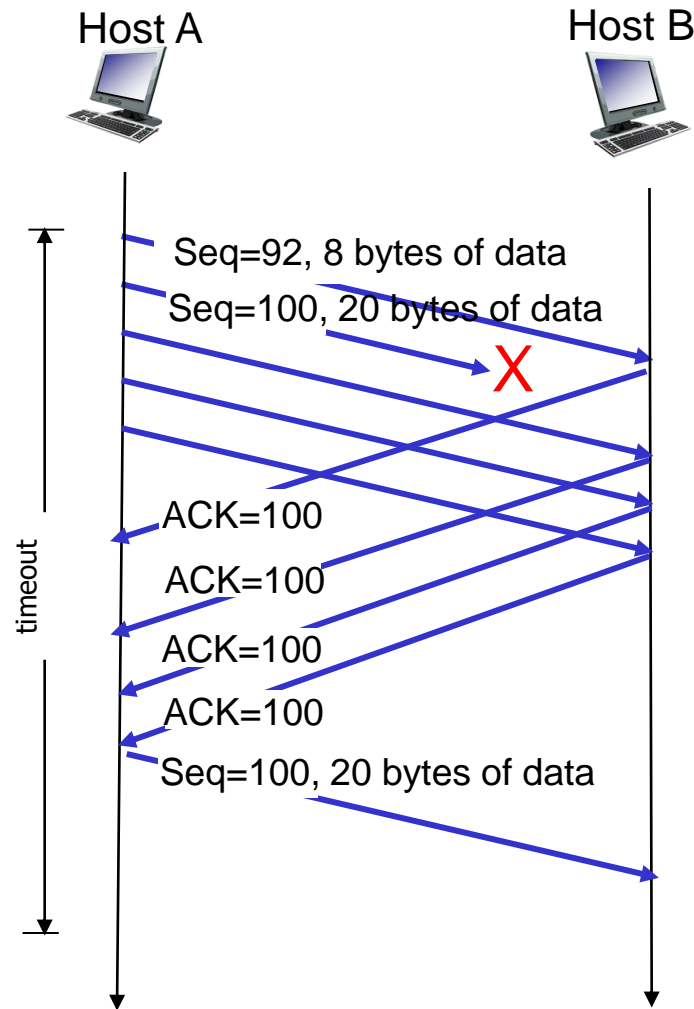 Host A
Host B
Seq=92, 8 bytes of data
Seq=100, 20 bytes of data
X
ACK=100
timeout
ACK=100
ACK=100
ACK=100
Seq=100, 20 bytes of data